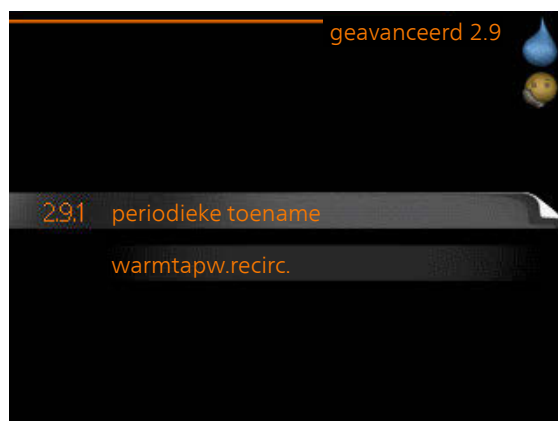 geavanceerd 2.9
2.9.1 periodieke toename
warmtapw.recirc.